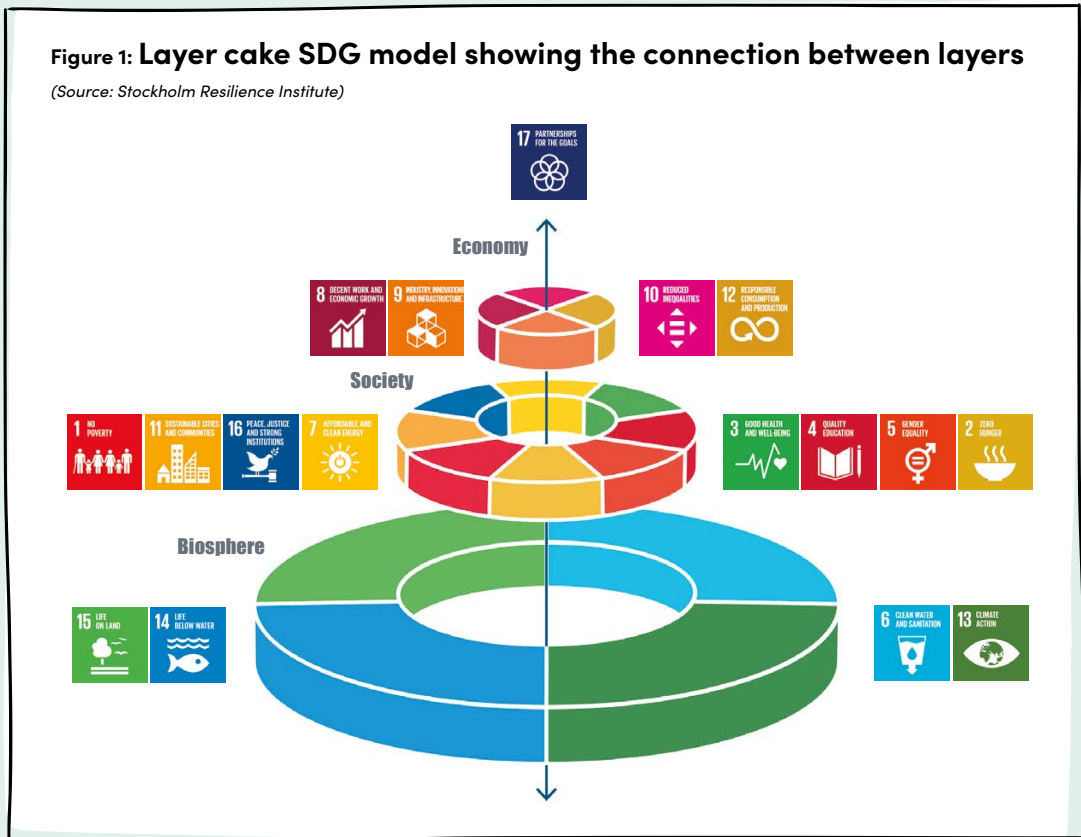 Figure 1: Layer cake SDG model showing the connection between layers
(Source: Stockholm Resilience Institute)
17 PARTNERSHIPS
FOR THE GOALS
Economy
8 DECENT WORK AND
ECONOMIC GROWTH
9 INDUSTRY, INNOVATION
AND INFRASTRUCTURE
10 REDUCED
INEQUALITIES
12 RESPONSIBLE
CONSUMPTION
AND PRODUCTION
Society
1 NO
POVERTY
11 SUSTAINABLE CITIES
AND COMMUNITIES
16 PEACE, JUSTICE
AND STRONG
INSTITUTIONS
7 AFFORDABLE AND
CLEAN ENERGY
3 GOOD HEALTH
AND WELL-BEING
4 QUALITY
EDUCATION
5 GENDER
EQUALITY
2 ZERO
HUNGER
Biosphere
15 LIFE
ON LAND
14 LIFE
BELOW WATER
6 CLEAN WATER
AND SANITATION
13 CLIMATE
ACTION